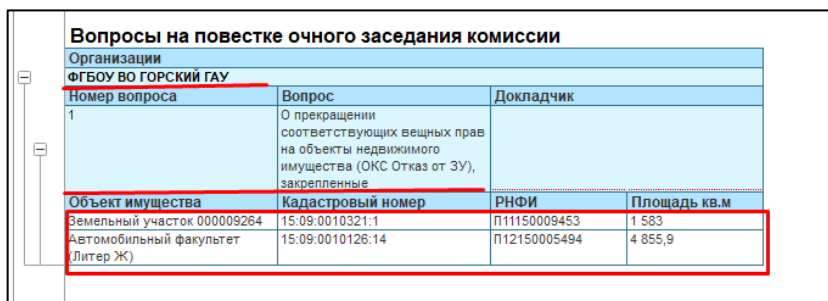 Вопросы на повестке очного заседания комиссии
Организации
ФГБОУ ВО ГОРСКИЙ ГАУ
Номер вопроса Вопрос Докладчик
1 О прекращении
соответствующих вещных прав
на объекты недвижимого
имущества (ОКС Отказ от ЗУ),
закрепленные
Объект имущества Кадастровый номер РНФИ Площадь кв.м
Земельный участок 000009264 15:09:0010321:1 П11150009453 1 583
Автомобильный факультет 15:09:0010126:14 П12150005494 4 855,9
(Литер Ж)